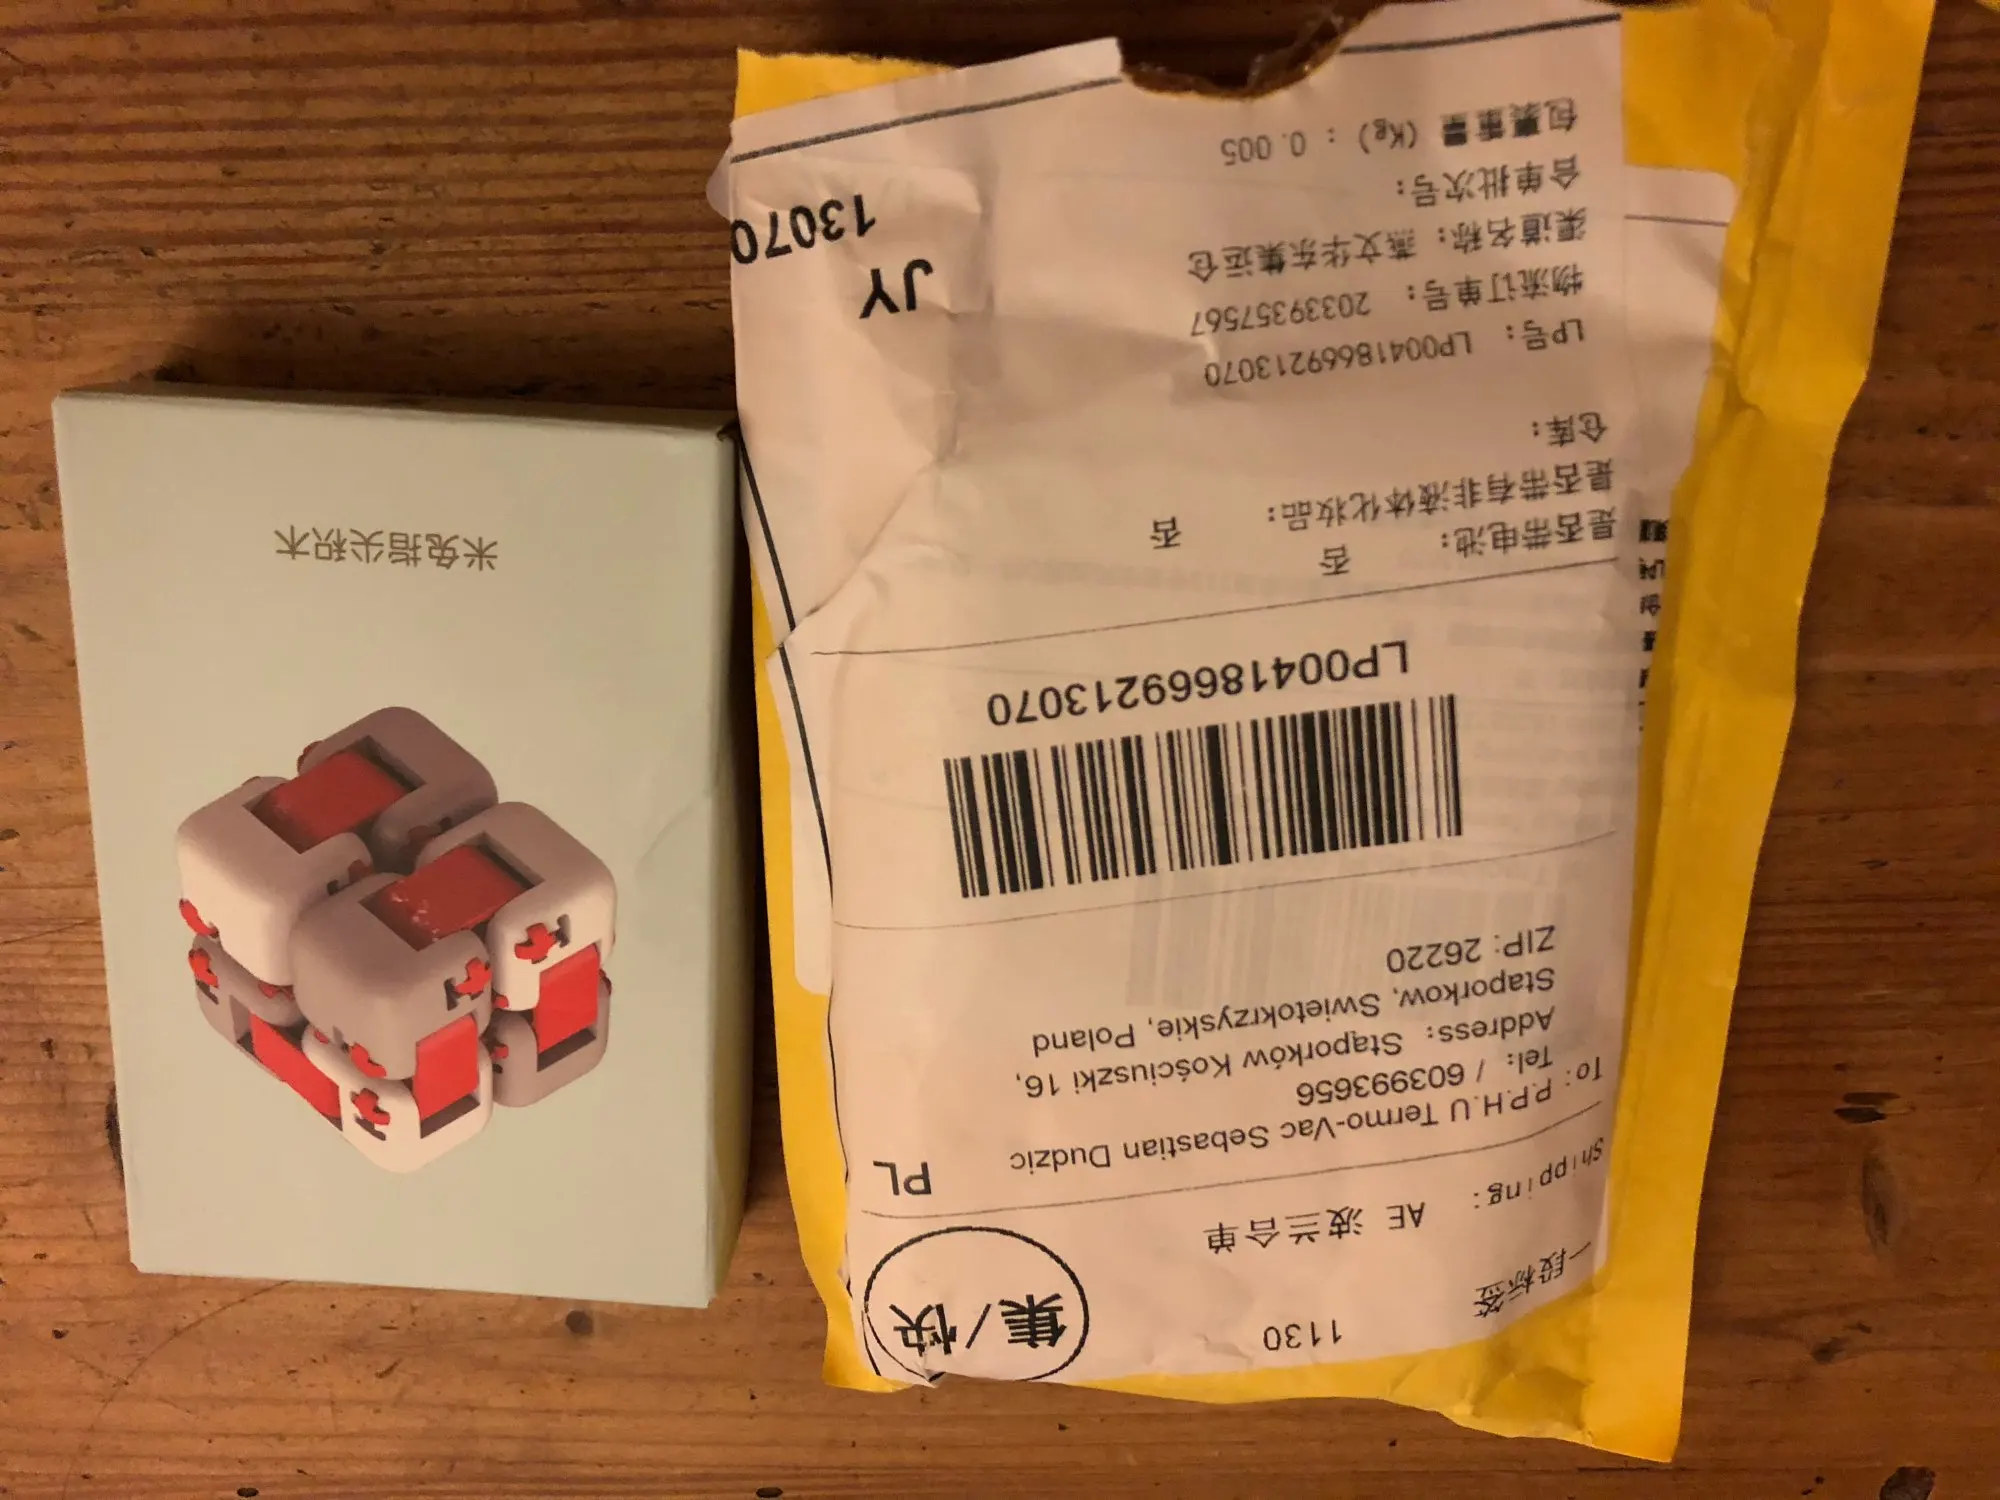 米兔指尖积木
一段标签
1130
集/快
Shipping:
AE 波兰合单
To:
P.P.H.U Termo-Vac Sebastian Dudzic
PL
Tel: / 603993656
Address: Stąporków Kościuszki 16,
Staporkow, Swietokrzyskie, Poland
ZIP: 26220
LP00418669213070
是否带电池: 否
是否带有非液体化妆品: 否
仓库:
LP号: LP00418669213070
物流订单号: 20339357567
渠道名称: 燕文华东集运仓
合单批次号:
包裹重量 (Kg) : 0.005
JY
13070